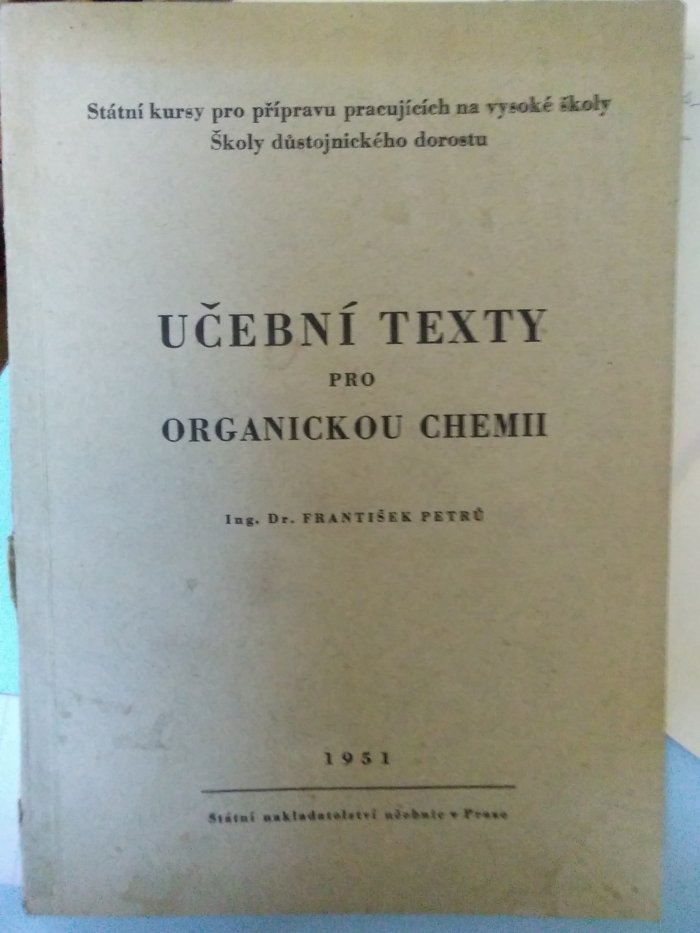 Státní kursy pro přípravu pracujících na vysoké školy
Školy důstojnického dorostu
UČEBNÍ TEXTY
PRO
ORGANICKOU CHEMII
Ing. Dr. FRANTIŠEK PETRŮ
1951
Státní nakladatelství učebnic v Praze